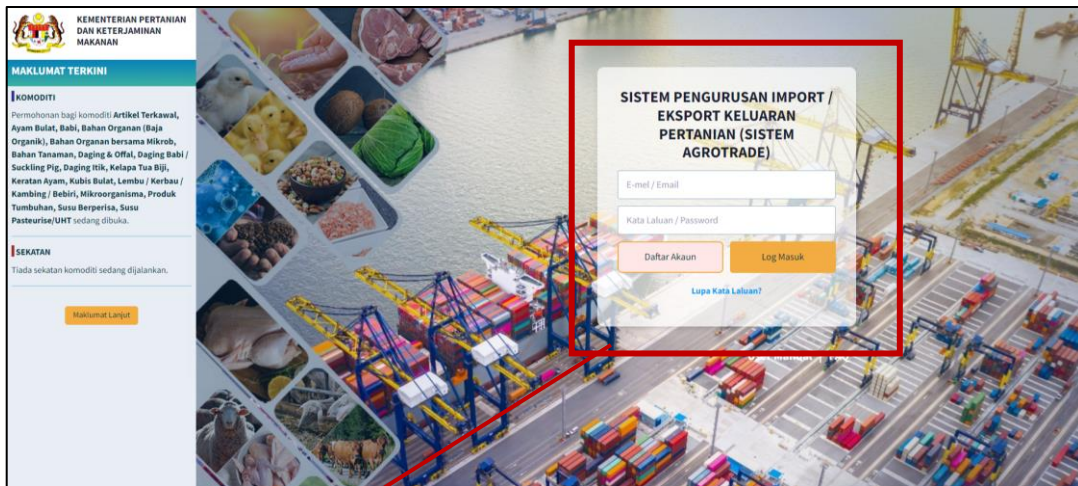 KEMENTERIAN PERTANIAN
DAN KETERJAMINAN
MAKANAN
MAKLUMAT TERKINI
KOMODITI
Permohonan bagi komoditi Artikel Terkawal,
Ayam Bulat, Babi, Bahan Organan (Baja
Organik), Bahan Organan bersama Mikrob,
Bahan Tanaman, Daging & Offal, Daging Babi /
Suckling Pig, Daging Itik, Kelapa Tua Biji,
Keratan Ayam, Kubis Bulat, Lembu / Kerbau /
Kambing / Bebiri, Mikroorganisma, Produk
Tumbuhan, Susu Berperisa, Susu
Pasteurise/UHT sedang dibuka.
SEKATAN
Tiada sekatan komoditi sedang dijalankan.
Maklumat Lanjut
SISTEM PENGURUSAN IMPORT /
EKSPORT KELUARAN
PERTANIAN (SISTEM
AGROTRADE)
E-mel / Email
Kata Laluan / Password
Daftar Akaun
Log Masuk
Lupa Kata Laluan?